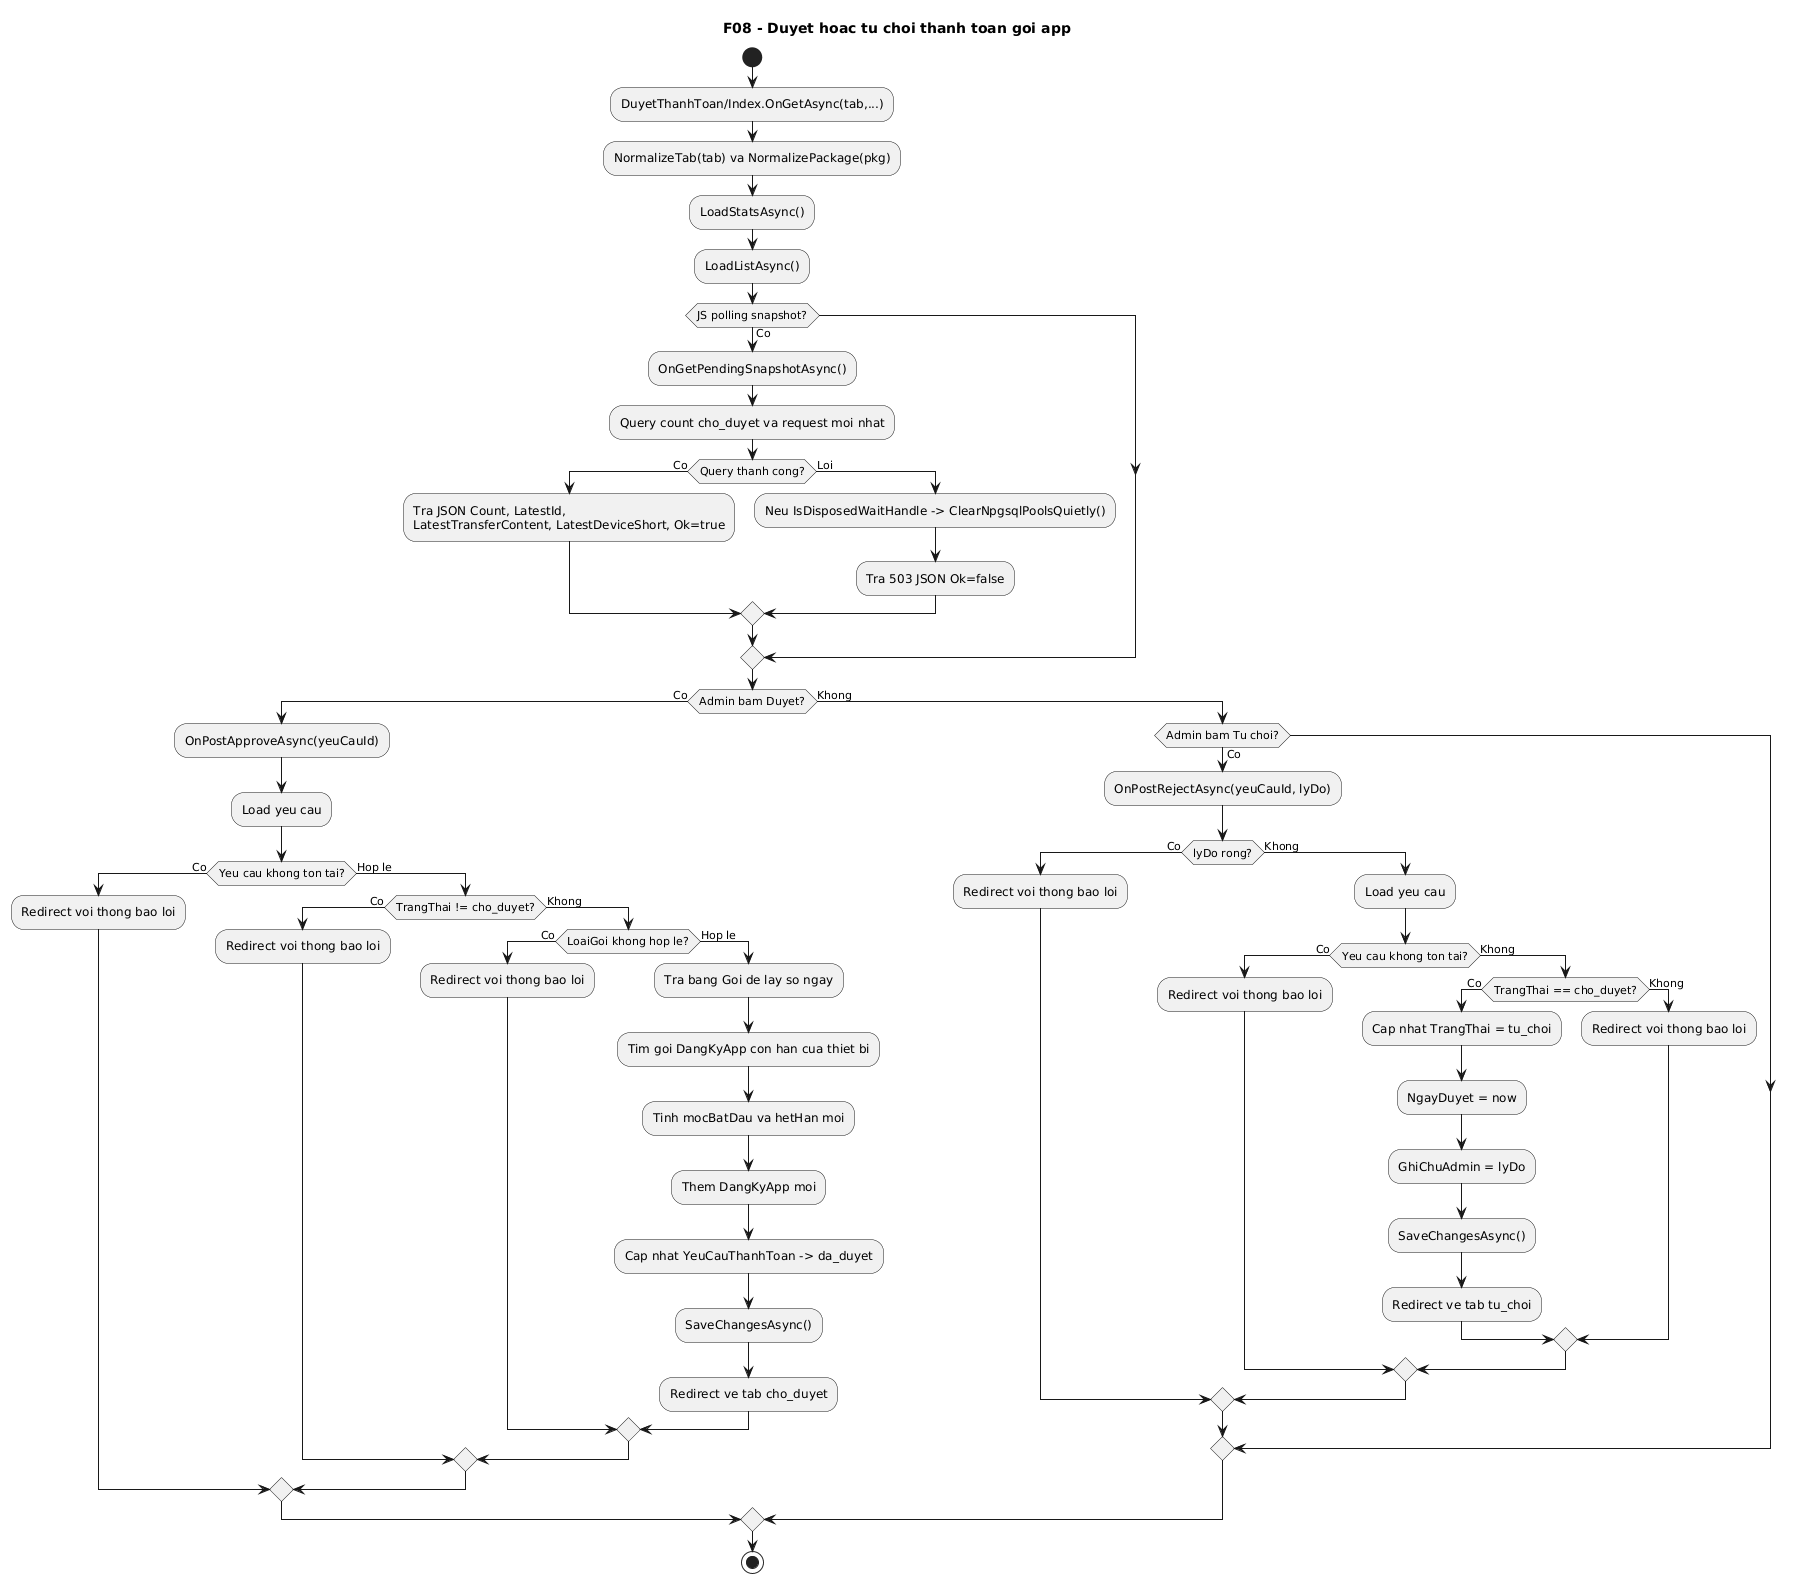 F08 - Duyet hoac tu choi thanh toan goi app
DuyetThanhToan/Index.OnGetAsync(tab,...)
NormalizeTab(tab) va NormalizePackage(pkg)
LoadStatsAsync()
LoadListAsync()
JS polling snapshot?
Co
OnGetPendingSnapshotAsync()
Query count cho_duyet va request moi nhat
Co
Query thanh cong?
Loi
Tra JSON Count, LatestId,
LatestTransferContent, LatestDeviceShort, Ok=true
Neu IsDisposedWaitHandle -> ClearNpgsqlPoolsQuietly()
Tra 503 JSON Ok=false
Co
Admin bam Duyet?
Khong
OnPostApproveAsync(yeuCauId)
Load yeu cau
Co
Yeu cau khong ton tai?
Hop le
Redirect voi thong bao loi
Co
TrangThai != cho_duyet?
Khong
Redirect voi thong bao loi
Co
LoaiGoi khong hop le?
Hop le
Redirect voi thong bao loi
Tra bang Goi de lay so ngay
Tim goi DangKyApp con han cua thiet bi
Tinh mocBatDau va hetHan moi
Them DangKyApp moi
Cap nhat YeuCauThanhToan -> da_duyet
SaveChangesAsync()
Redirect ve tab cho_duyet
Admin bam Tu choi?
Co
OnPostRejectAsync(yeuCauId, lyDo)
Co
lyDo rong?
Khong
Redirect voi thong bao loi
Load yeu cau
Co
Yeu cau khong ton tai?
Khong
Redirect voi thong bao loi
Co
TrangThai == cho_duyet?
Khong
Cap nhat TrangThai = tu_choi
NgayDuyet = now
GhiChuAdmin = lyDo
SaveChangesAsync()
Redirect ve tab tu_choi
Redirect voi thong bao loi